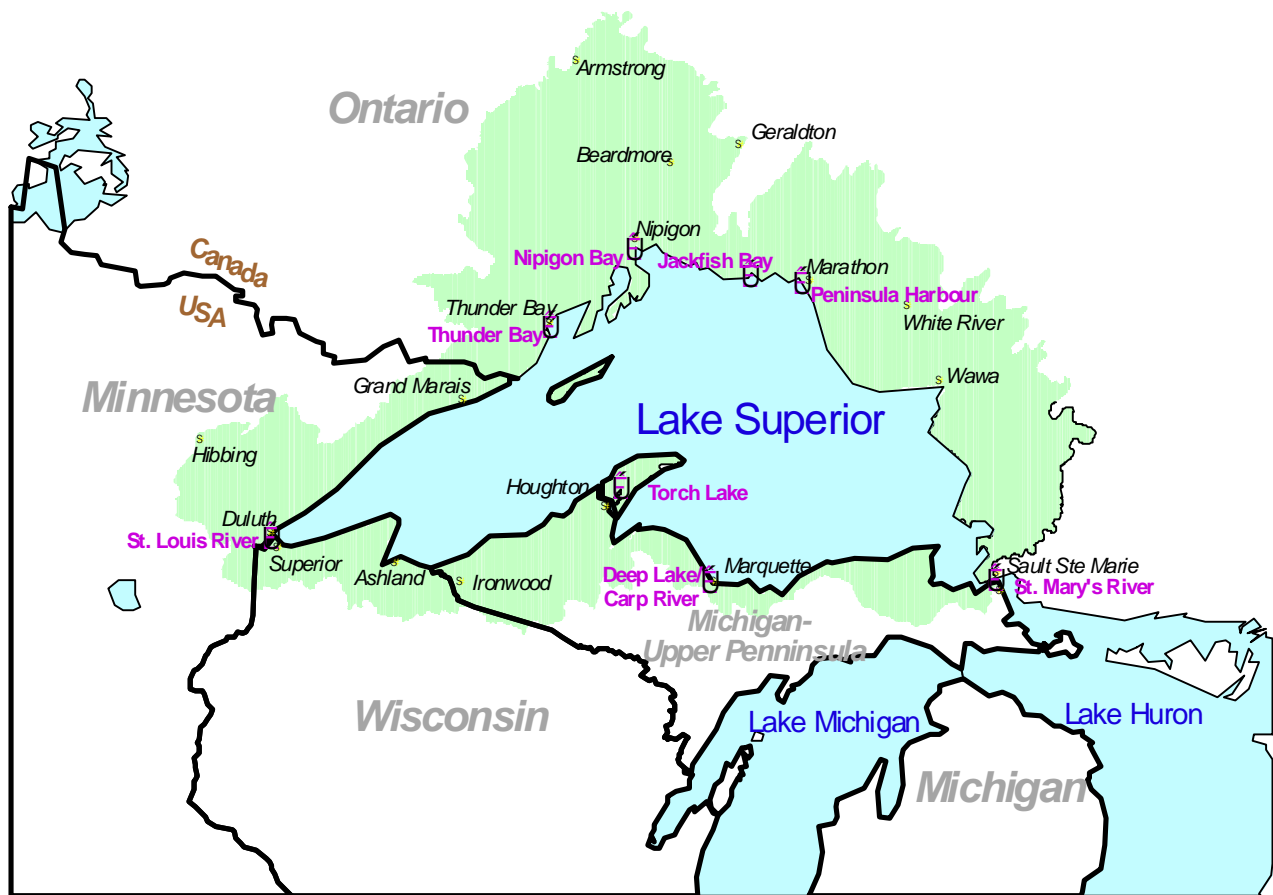 Armstrong
Ontario
Geraldton
Beardmore
Nipigon
Nipigon Bay
Jackfish Bay
Canada
Marathon
Peninsula Harbour
USA
Thunder Bay
White River
Thunder Bay
Wawa
Grand Marais
Minnesota
Lake Superior
Hibbing
Houghton
Torch Lake
Duluth
St. Louis River
Superior
Ashland
Ironwood
Deep Lake/
Carp River
Marquette
Sault Ste Marie
St. Mary's River
Michigan-
Upper Penninsula
Wisconsin
Lake Michigan
Lake Huron
Michigan